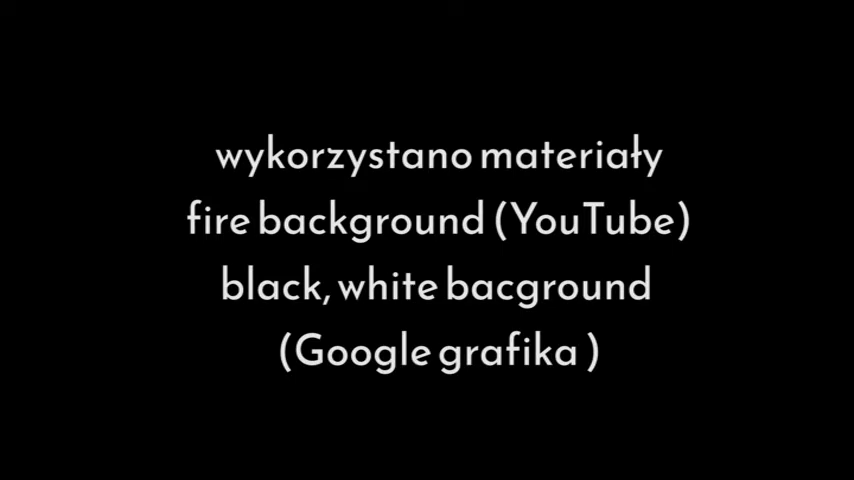 wykorzystano materiały
fire background (YouTube)
black, white bacground
(Google grafika )